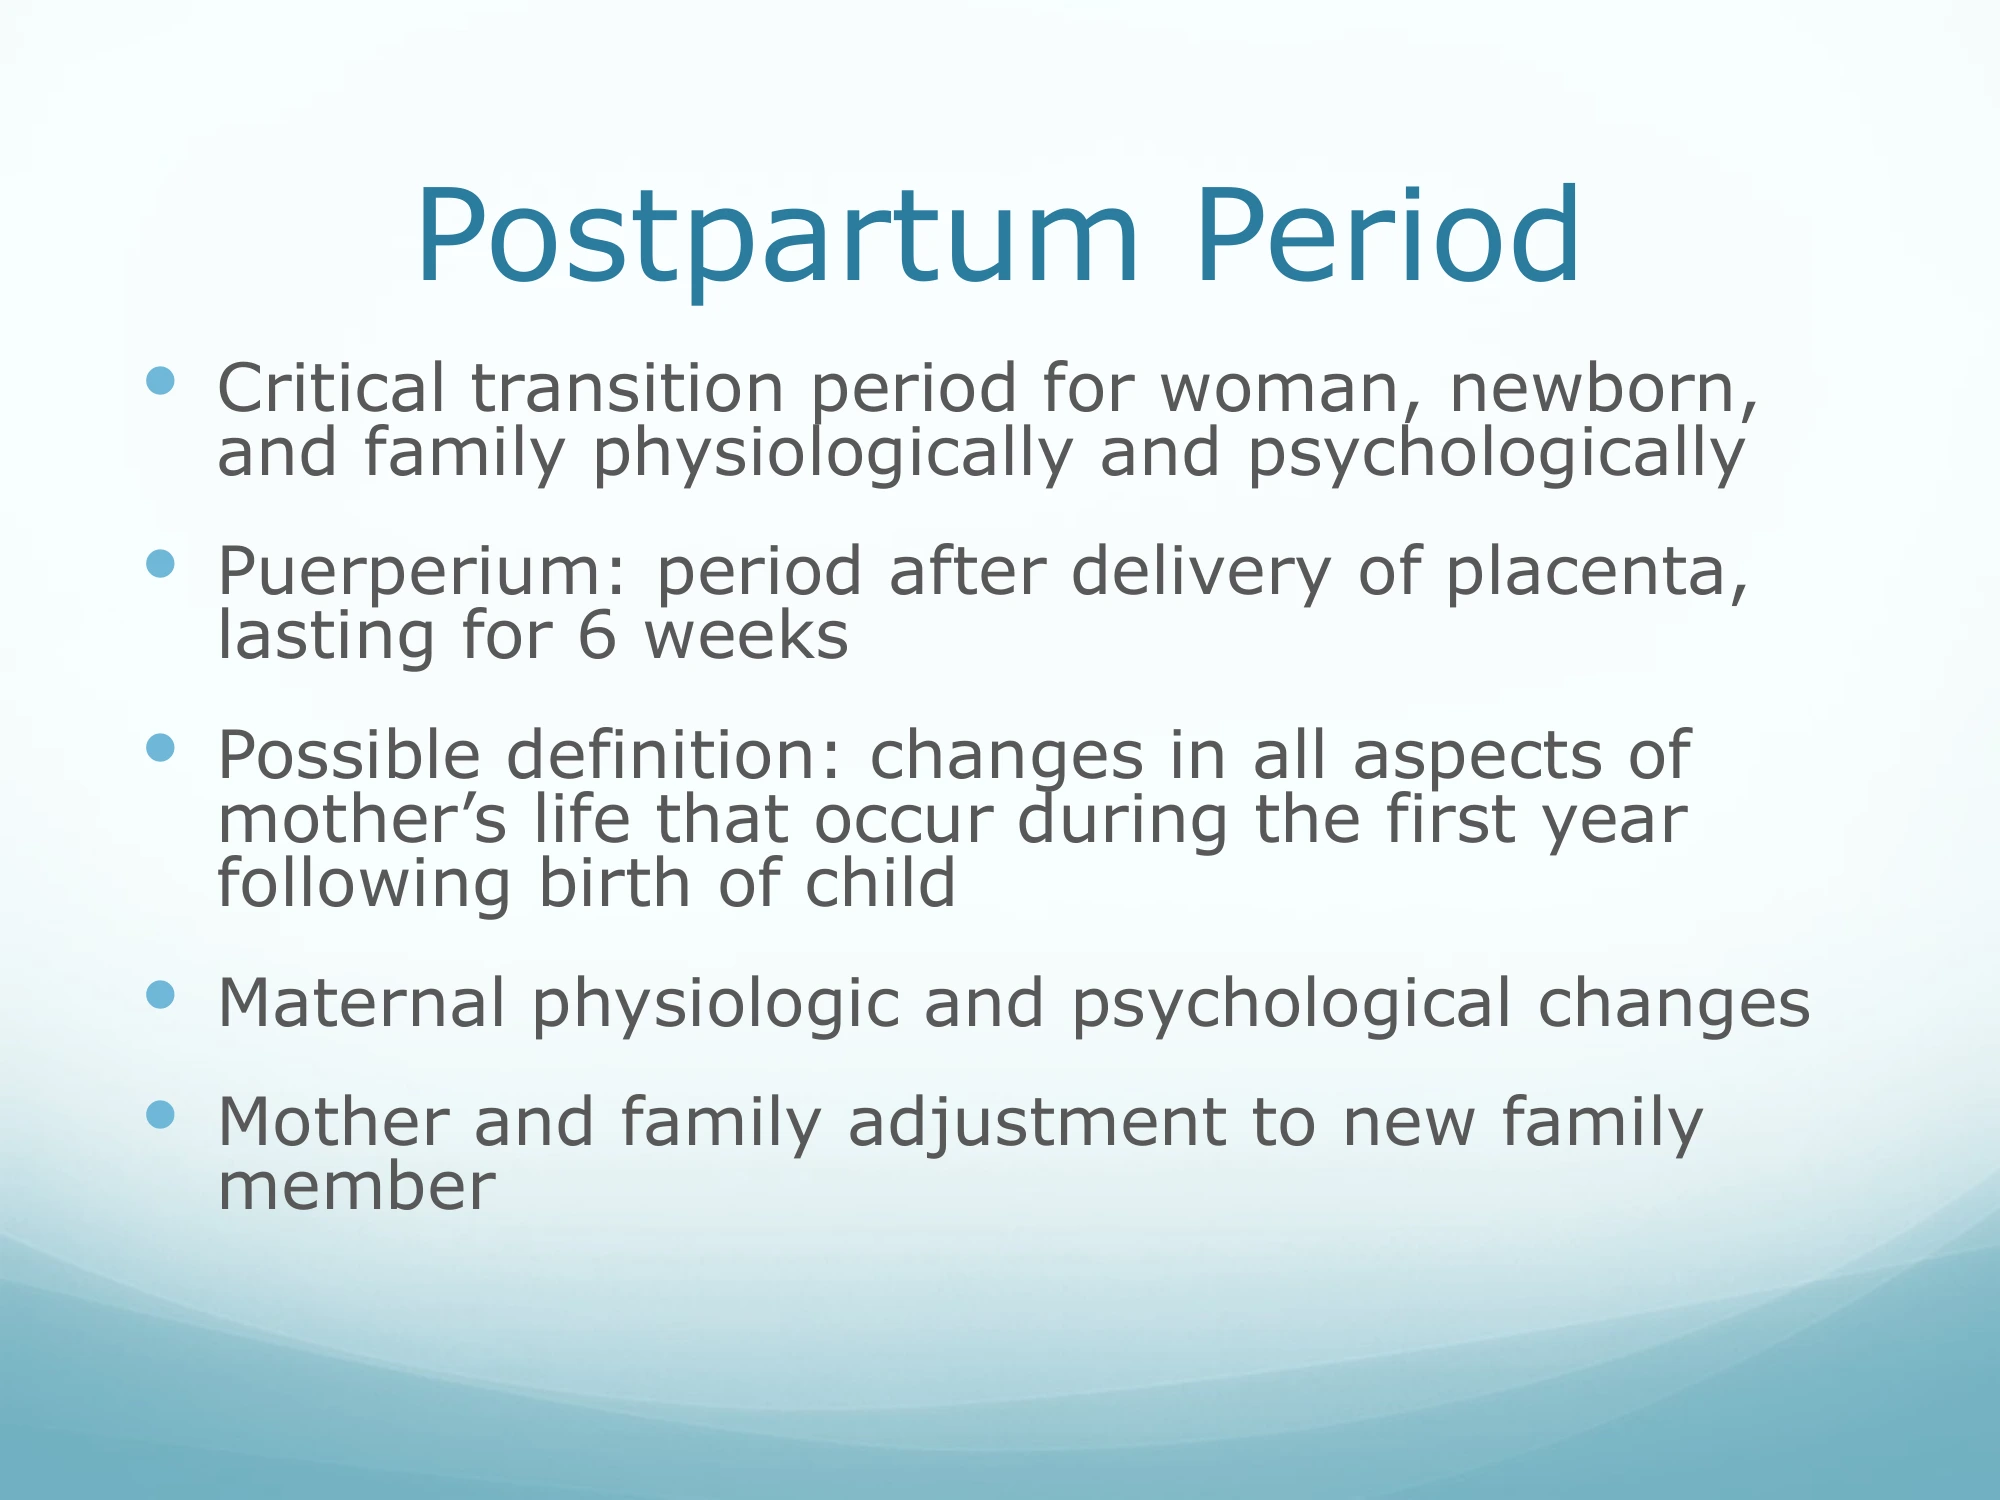 Postpartum Period
• Critical transition period for woman, newborn,
and family physiologically and psychologically
• Puerperium: period after delivery of placenta,
lasting for 6 weeks
• Possible definition: changes in all aspects of
mother’s life that occur during the first year
following birth of child
• Maternal physiologic and psychological changes
• Mother and family adjustment to new family
member